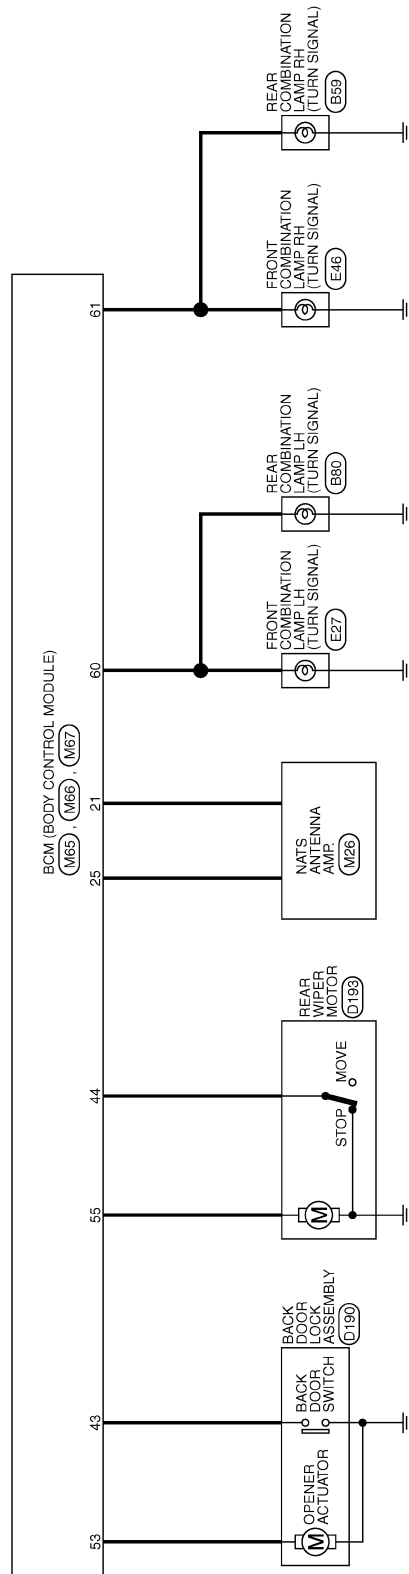 BCM (BODY CONTROL MODULE)
M65 , M66 , M67
53
43
55
44
25
21
60
61
OPENER
ACTUATOR
M
BACK
DOOR
SWITCH
BACK
DOOR
LOCK
ASSEMBLY
D190
M
STOP
MOVE
REAR
WIPER
MOTOR
D193
NATS
ANTENNA
AMP.
M26
FRONT
COMBINATION
LAMP LH
(TURN SIGNAL)
E27
REAR
COMBINATION
LAMP LH
(TURN SIGNAL)
B80
FRONT
COMBINATION
LAMP RH
(TURN SIGNAL)
E46
REAR
COMBINATION
LAMP RH
(TURN SIGNAL)
B59